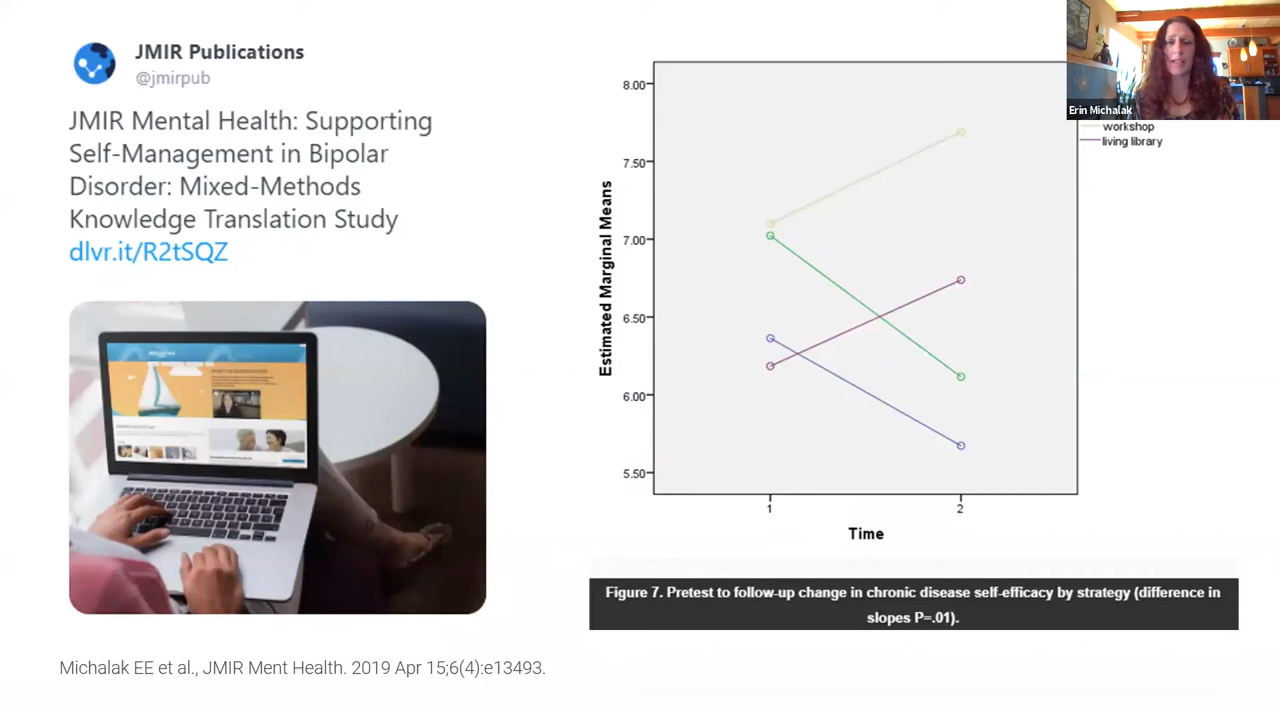 JMIR Publications
@jmirpub
JMIR Mental Health: Supporting
Self-Management in Bipolar
Disorder: Mixed-Methods
Knowledge Translation Study
dlvr.it/R2tSQZ
Michalak EE et al., JMIR Ment Health. 2019 Apr 15;6(4):e13493.
8.00
7.50
7.00
6.50
6.00
5.50
Estimated Marginal Means
1
2
Time
Erin Michalak
workshop
living library
Figure 7. Pretest to follow-up change in chronic disease self-efficacy by strategy (difference in
slopes P=.01).